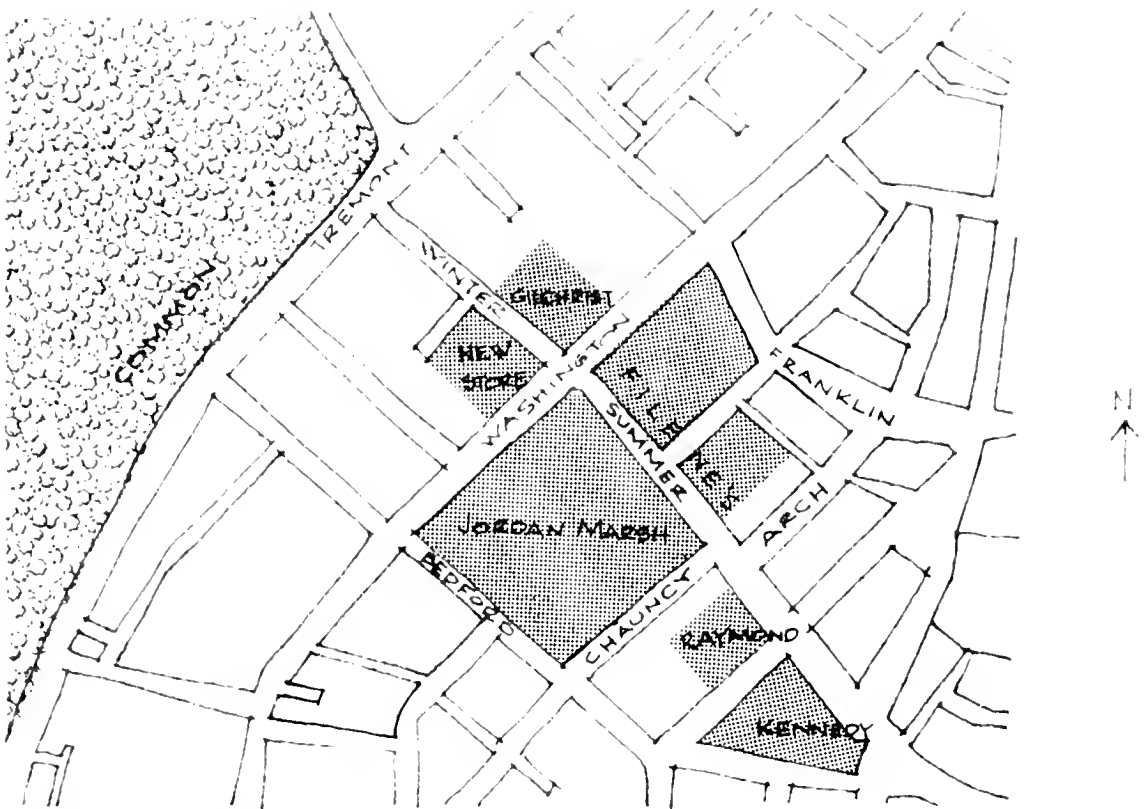 TREMONT
COMMON
WINTER
GILCHRIST
NEW
STORE
WASHINGTON
FILENE'S
SUMMER
FRANKLIN
ARCH
JORDAN MARSH
BEDFORD
CHAUNCY
RAYMOND
KENNEDY
N